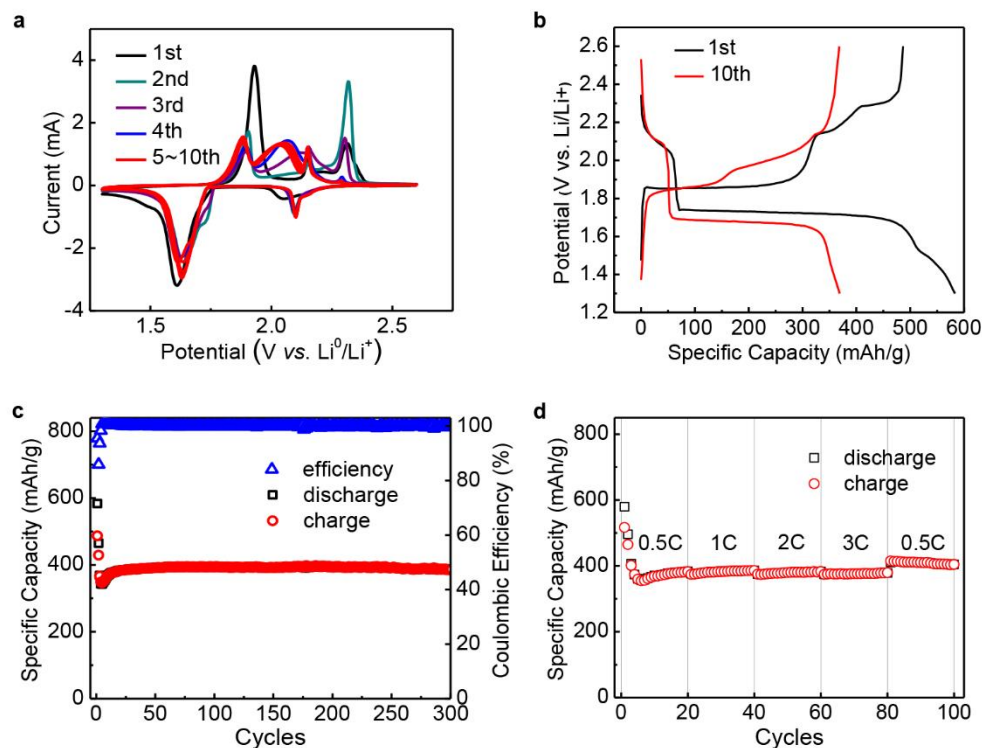 a
4
2
0
-2
-4
Current (mA)
1st
2nd
3rd
4th
5~10th
1.5
2.0
2.5
Potential (V vs. Li⁰/Li⁺)
b
2.6
2.4
2.2
2.0
1.8
1.6
1.4
1.2
Potential (V vs. Li/Li+)
1st
10th
0
100
200
300
400
500
600
Specific Capacity (mAh/g)
c
800
600
400
200
0
Specific Capacity (mAh/g)
efficiency
discharge
charge
100
80
60
40
20
0
Coulombic Efficiency (%)
0
50
100
150
200
250
300
Cycles
d
800
600
400
200
0
Specific Capacity (mAh/g)
discharge
charge
0.5C
1C
2C
3C
0.5C
0
20
40
60
80
100
Cycles